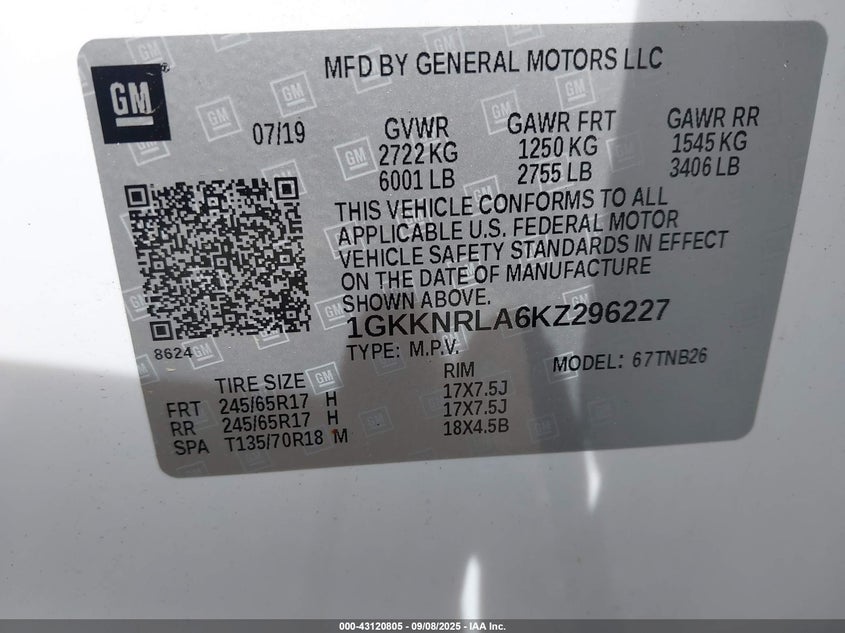 GM
MFD BY GENERAL MOTORS LLC
07/19
GVWR GAWR FRT GAWR RR
2722 KG 1250 KG 1545 KG
6001 LB 2755 LB 3406 LB
THIS VEHICLE CONFORMS TO ALL
APPLICABLE U.S. FEDERAL MOTOR
VEHICLE SAFETY STANDARDS IN EFFECT
ON THE DATE OF MANUFACTURE
SHOWN ABOVE.
8624
1GKKNRLA6KZ296227
TYPE: M.P.V. MODEL: 67TNB26
TIRE SIZE RIM
FRT 245/65R17 H 17X7.5J
RR 245/65R17 H 17X7.5J
SPA T135/70R18 M 18X4.5B
000-43120805 - 09/08/2025 - IAA Inc.